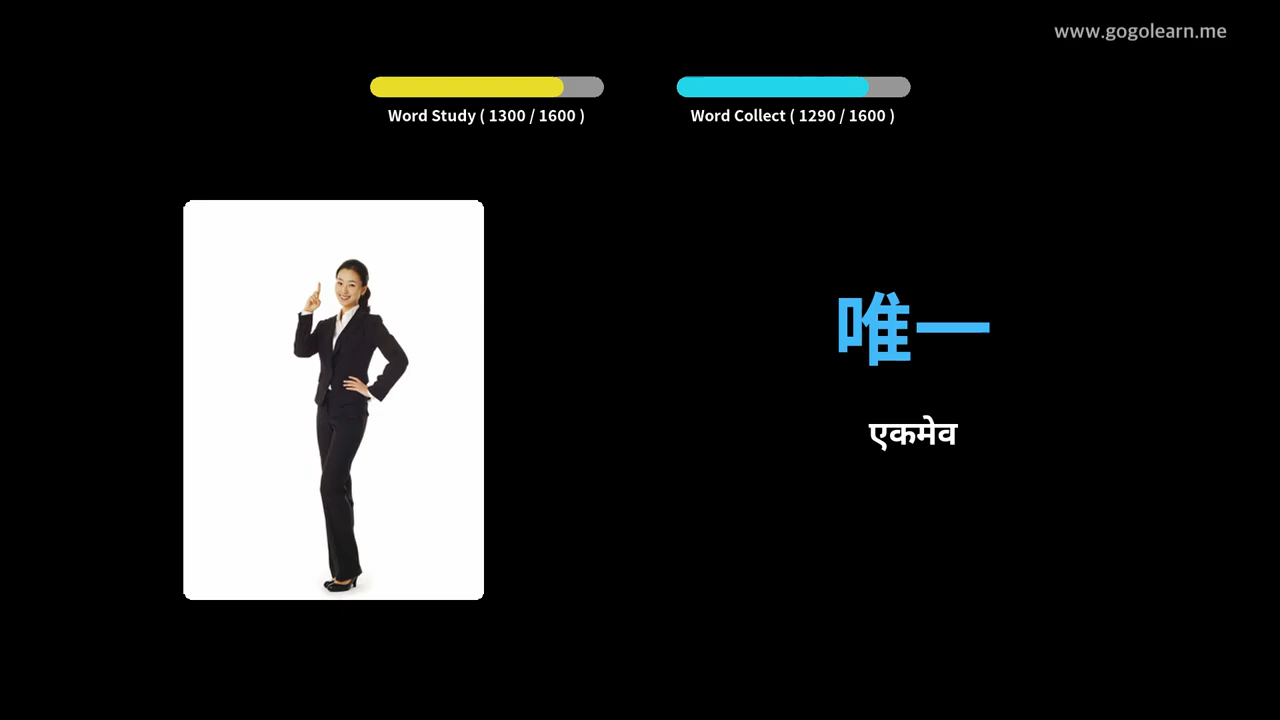 www.gogolearn.me
Word Study ( 1300 / 1600 )
Word Collect ( 1290 / 1600 )
唯一
एकमेव